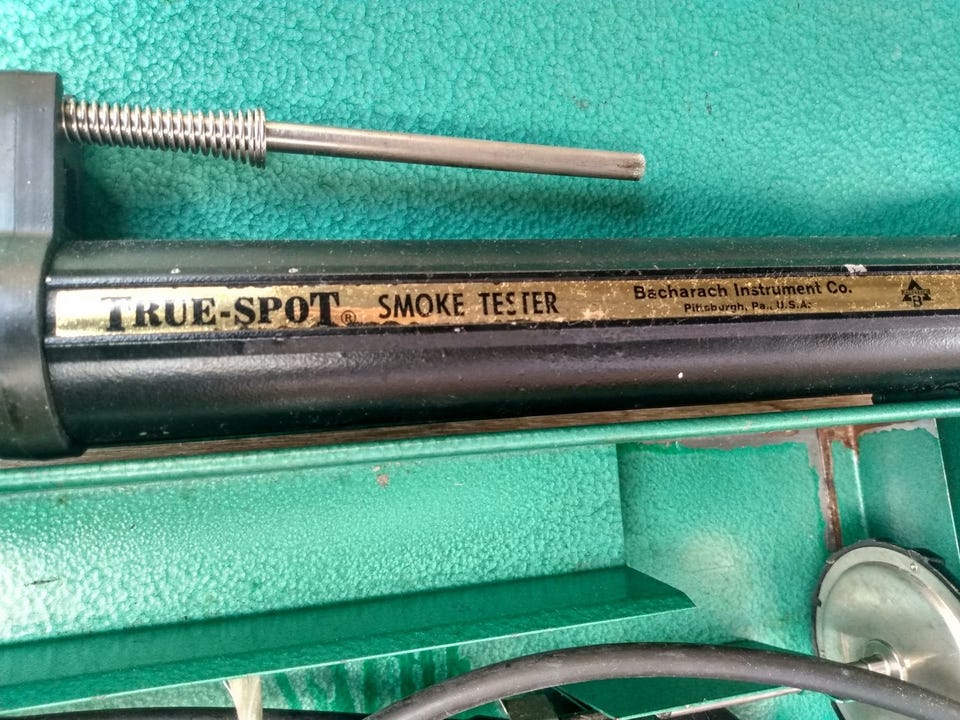 TRUE-SPOT® SMOKE TESTER
Bacharach Instrument Co.
Pittsburgh, Pa., U.S.A.
B